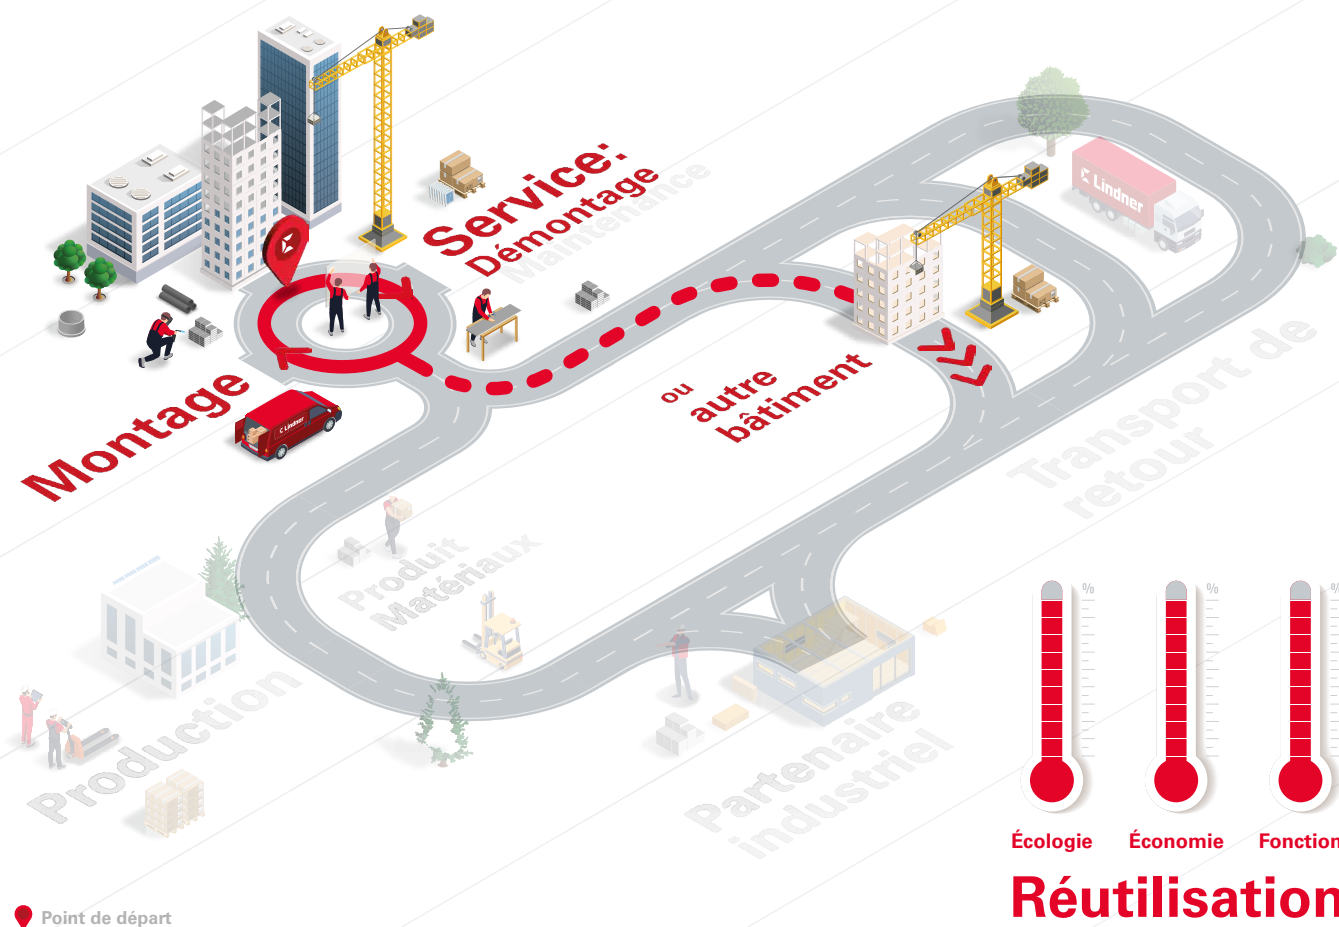 Service:
Démontage
Maintenance
Lindner
Montage
Lindner
ou
autre
bâtiment
Transport de
retour
Produit
Matériaux
Production
Partenaire
industriel
% % %
Écologie Économie Fonction
Réutilisation
Point de départ